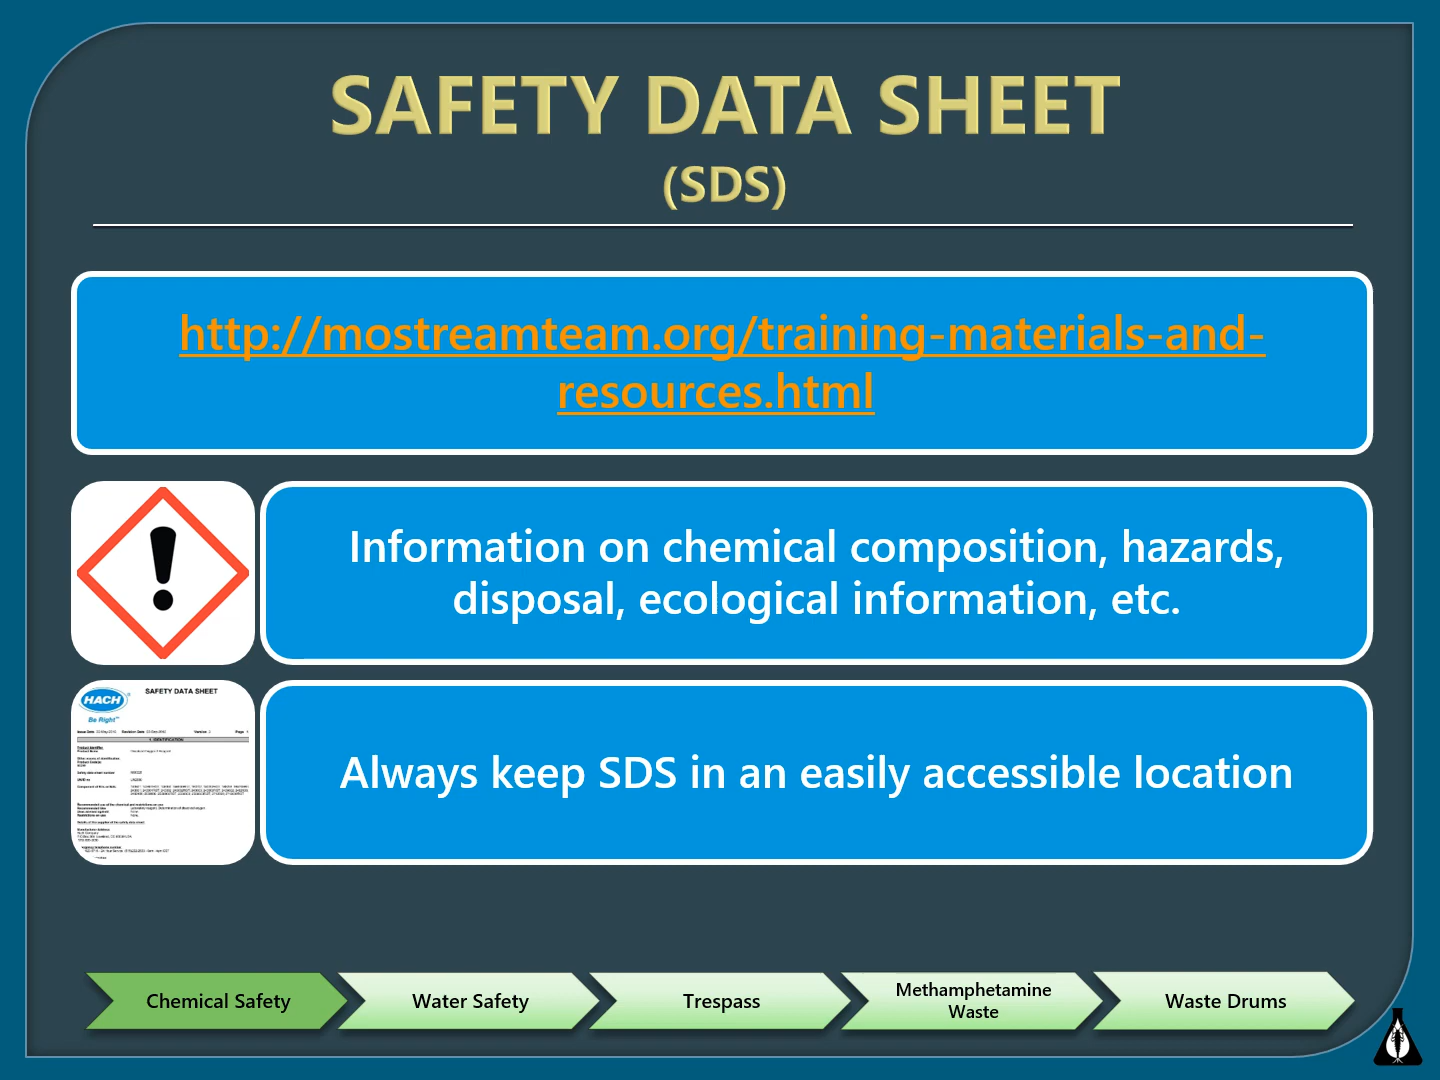 SAFETY DATA SHEET
(SDS)
http://mostreamteam.org/training-materials-and-
resources.html
Information on chemical composition, hazards,
disposal, ecological information, etc.
HACH
Be Right
SAFETY DATA SHEET
1. IDENTIFICATION
Always keep SDS in an easily accessible location
Chemical Safety
Water Safety
Trespass
Methamphetamine
Waste
Waste Drums